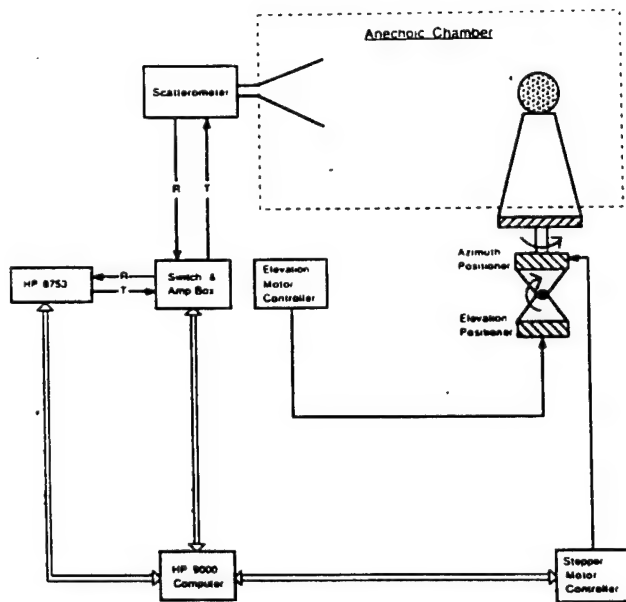 Anechoic Chamber
Scatterometer
R
T
Azimuth
Positioner
HP 8753
R
T
Switch &
Amp Box
Elevation
Motor
Controller
Elevation
Positioner
HP 9000
Computer
Stepper
Motor
Controller